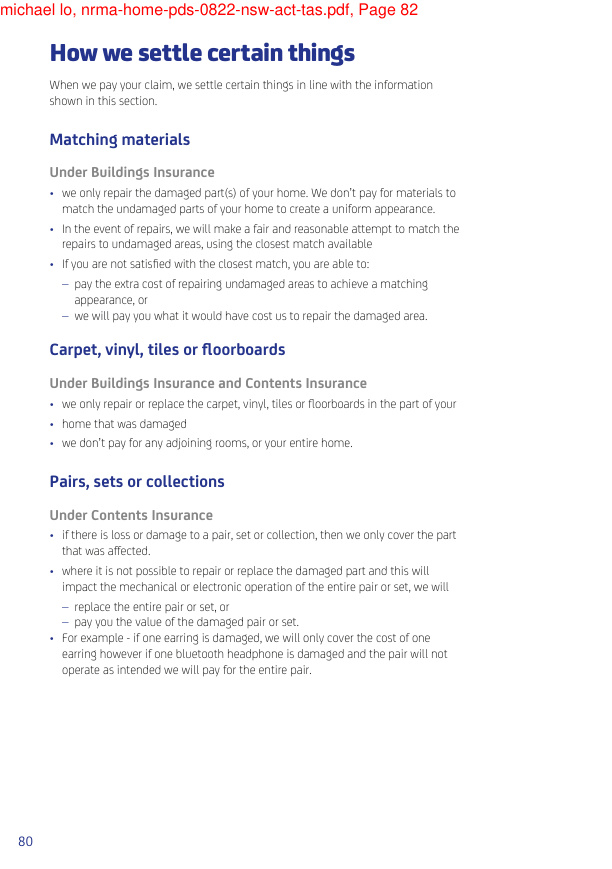 michael lo, nrma-home-pds-0822-nsw-act-tas.pdf, Page 82
How we settle certain things
When we pay your claim, we settle certain things in line with the information
shown in this section.
Matching materials
Under Buildings Insurance
• we only repair the damaged part(s) of your home. We don't pay for materials to
match the undamaged parts of your home to create a uniform appearance.
• In the event of repairs, we will make a fair and reasonable attempt to match the
repairs to undamaged areas, using the closest match available
• If you are not satisfied with the closest match, you are able to:
– pay the extra cost of repairing undamaged areas to achieve a matching
appearance, or
– we will pay you what it would have cost us to repair the damaged area.
Carpet, vinyl, tiles or floorboards
Under Buildings Insurance and Contents Insurance
• we only repair or replace the carpet, vinyl, tiles or floorboards in the part of your
• home that was damaged
• we don't pay for any adjoining rooms, or your entire home.
Pairs, sets or collections
Under Contents Insurance
• if there is loss or damage to a pair, set or collection, then we only cover the part
that was affected.
• where it is not possible to repair or replace the damaged part and this will
impact the mechanical or electronic operation of the entire pair or set, we will
– replace the entire pair or set, or
– pay you the value of the damaged pair or set.
• For example - if one earring is damaged, we will only cover the cost of one
earring however if one bluetooth headphone is damaged and the pair will not
operate as intended we will pay for the entire pair.
80